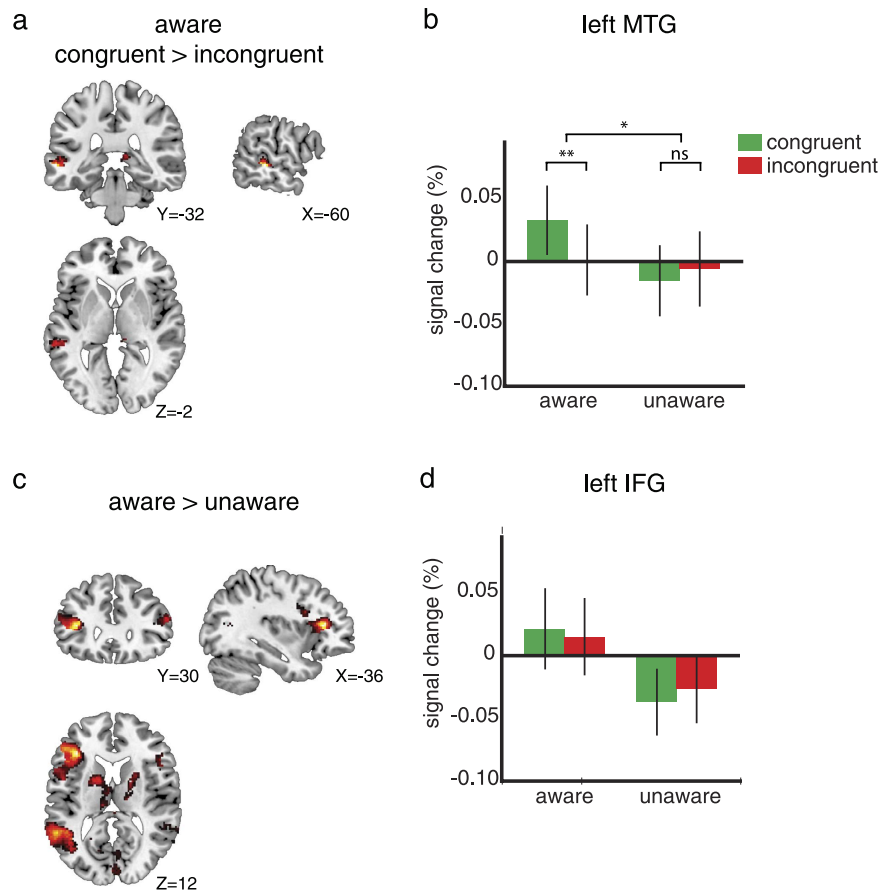 a
aware
congruent > incongruent
Y=-32
X=-60
Z=-2
b
left MTG
*
**
ns
congruent
incongruent
signal change (%)
0.05
0
-0.05
-0.10
aware
unaware
c
aware > unaware
Y=30
X=-36
Z=12
d
left IFG
signal change (%)
0.05
0
-0.05
-0.10
aware
unaware